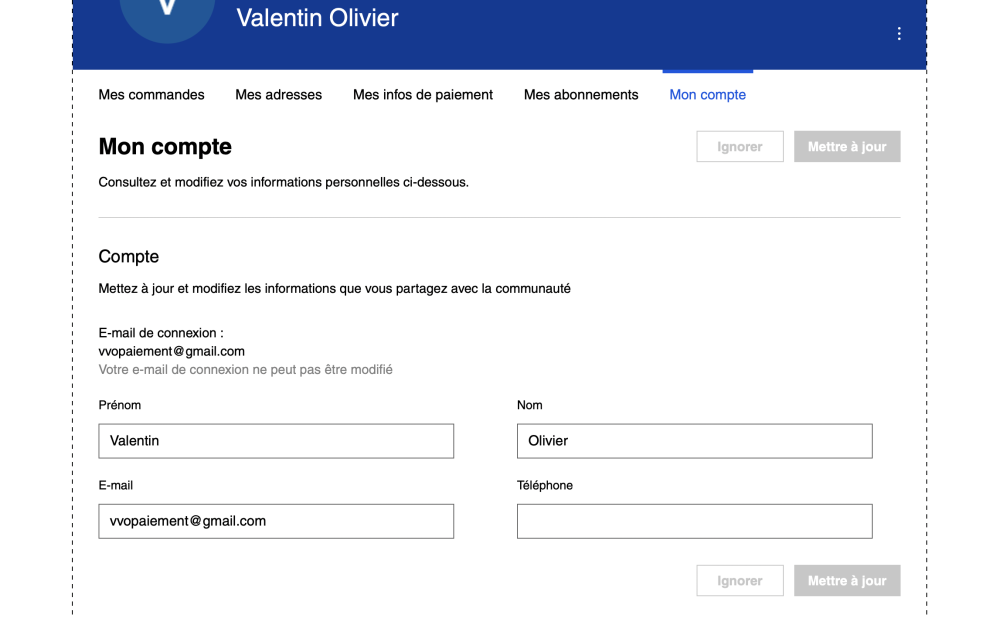 V
Valentin Olivier
Mes commandes Mes adresses Mes infos de paiement Mes abonnements Mon compte
Mon compte Ignorer Mettre à jour
Consultez et modifiez vos informations personnelles ci-dessous.
Compte
Mettez à jour et modifiez les informations que vous partagez avec la communauté
E-mail de connexion :
vvopaiement@gmail.com
Votre e-mail de connexion ne peut pas être modifié
Prénom Nom
Valentin Olivier
E-mail Téléphone
vvopaiement@gmail.com
Ignorer Mettre à jour